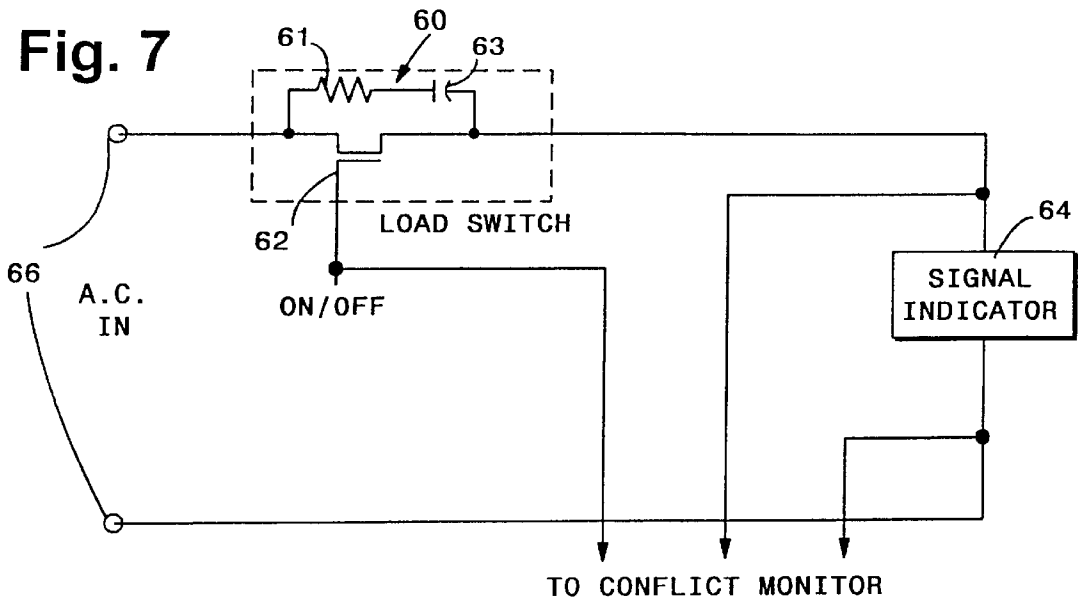 Fig. 7
60
61
63
62
LOAD SWITCH
64
66
A.C.
IN
ON/OFF
SIGNAL
INDICATOR
TO CONFLICT MONITOR